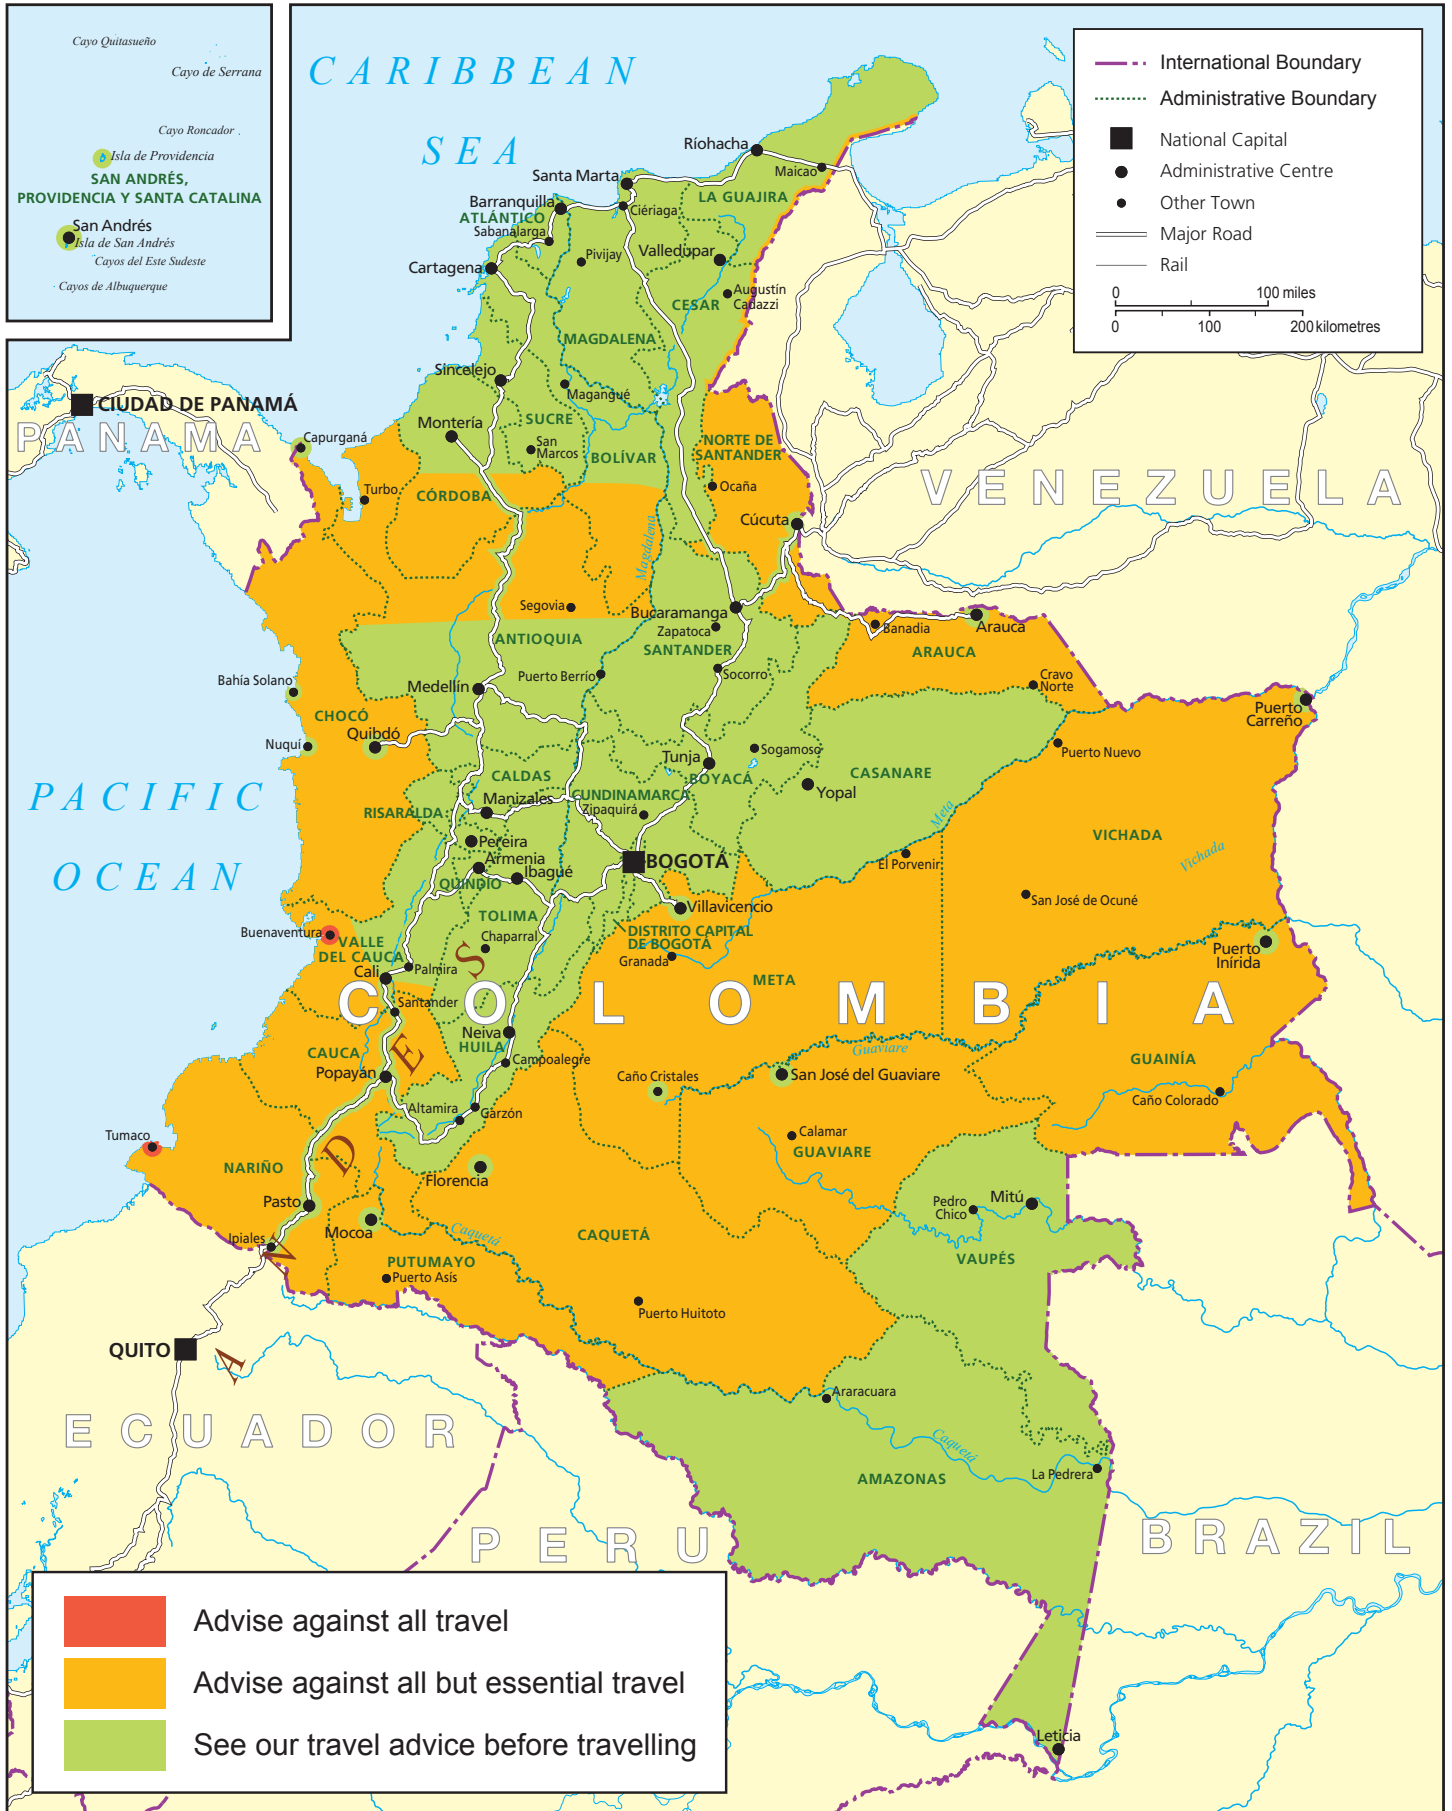 Cayo Quitasueño
Cayo de Serrana
Cayo Roncador
Isla de Providencia
SAN ANDRÉS,
PROVIDENCIA Y SANTA CATALINA
San Andrés
Isla de San Andrés
Cayos del Este Sudeste
Cayos de Albuquerque
CARIBBEAN
SEA
International Boundary
Administrative Boundary
National Capital
Administrative Centre
Other Town
Major Road
Rail
0 100 miles
0 100 200 kilometres
Ríohacha
Maicao
Santa Marta
LA GUAJIRA
Barranquilla
Ciériaga
ATLÁNTICO
Sabanalarga
Pivijay
Valledupar
Cartagena
Augustín
Cadazzi
CESAR
MAGDALENA
Sincelejo
Magangué
CIUDAD DE PANAMÁ
PANAMA
Capurganá
Montería
SUCRE
San
Marcos
BOLÍVAR
NORTE DE
SANTANDER
VENEZUELA
Turbo
CÓRDOBA
Ocaña
Cúcuta
Magdalena
Segovia
Bucaramanga
Zapatoca
Banadia
Arauca
ANTIOQUIA
SANTANDER
ARAUCA
Bahía Solano
Medellín
Puerto Berrío
Socorro
Cravo
Norte
Puerto
Carreño
CHOCÓ
Quibdó
Nuquí
Tunja
Sogamoso
Puerto Nuevo
PACIFIC
OCEAN
CALDAS
BOYACÁ
CASANARE
Yopal
Manizales
CUNDINAMARCA
Zipaquirá
RISARALDA
Meta
VICHADA
Pereira
Armenia
Ibagué
BOGOTÁ
El Porvenir
Vichada
QUINDÍO
San José de Ocuné
TOLIMA
Villavicencio
Buenaventura
VALLE
DEL CAUCA
Chaparral
DISTRITO CAPITAL
DE BOGOTÁ
Granada
Puerto
Inírida
Cali
Palmira
META
Santander
COLOMBIA
Neiva
HUILA
CAUCA
Popayán
Campoalegre
Guaviare
GUAINÍA
Caño Cristales
San José del Guaviare
Caño Colorado
Altamira
Garzón
Tumaco
Calamar
GUAVIARE
NARIÑO
Florencia
Pasto
Pedro
Chico
Mitú
Mocoa
Ipiales
Caquetá
CAQUETÁ
VAUPÉS
PUTUMAYO
Puerto Asís
Puerto Huitoto
ANDES
QUITO
Araracuara
ECUADOR
Caquetá
La Pedrera
AMAZONAS
PERU
BRAZIL
Leticia
Advise against all travel
Advise against all but essential travel
See our travel advice before travelling